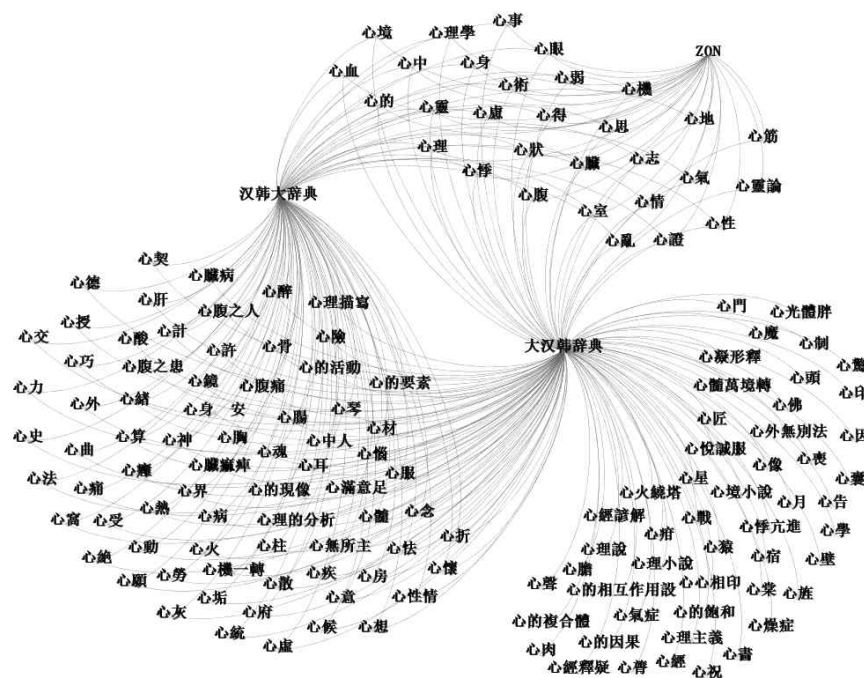 心事
心境
心理學
心眼
ZON
心血
心中
心身
心術
心弱
心機
心的
心靈
心慮
心得
心思
心地
心筋
心理
心狀
心臟
心志
心悸
心氣
心靈論
汉韩大辞典
心腹
心情
心室
心性
心亂
心證
心契
心臟病
心德
心肝
心醉
心理描寫
心腹之人
心授
心交
心酸
心計
心險
心門
心光體胖
心魔
心制
大汉韩辞典
心許
心骨
心巧
心腹之患
心的活動
心凝形釋
心力
心鏡
心腹痛
心的要素
心髓萬境轉
心頭
心印
心外
心緒
心身 安
心腸
心琴
心佛
心匠
心材
心史
心曲
心算
心神
心胸
心中人
心外無別法
心因
心魂
心惱
心悅誠服
心喪
心法
心痛
心臟痲痺
心耳
心服
心像
心星
心囊
心熱
心界
心的現像
心滿意足
心火繞塔
心境小說
心月
心告
心窩
心受
心病
心理的分析
心髓
心念
心經諺解
心戰
心悸亢進
心學
心絶
心動
心火
心柱
心無所主
心怯
心折
心理說
心疳
心猿
心宿
心壁
心願
心勞
心機一轉
心散
心疾
心房
心懷
心聲
心膽
心理小說
心的相互作用設
心心相印
心棠
心旌
心灰
心垢
心府
心意
心性情
心的複合體
心氣症
心的飽和
心燥症
心統
心候
心想
心虛
心肉
心的因果
心理主義
心書
心經釋疑
心膂
心經
心祝